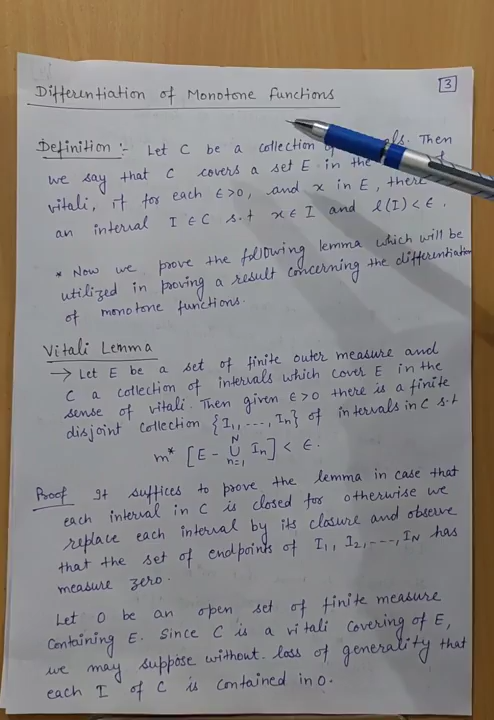 Differentiation of Monotone functions
3
Definition :- Let C be a collection of Then
we say that C covers a set E in the of
vitali, if for each ε>0, and x in E, there
an interval I ∈ C s.t x ∈ I and l(I) < ε.
* Now we prove the following lemma which will be
utilized in proving a result concerning the differentiation
of monotone functions.
Vitali Lemma
→ Let E be a set of finite outer measure and
C a collection of intervals which cover E in the
sense of vitali. Then given ε>0 there is a finite
disjoint collection {I1, ---, In} of intervals in C s.t
m* [E - ∪_{n=1}^{N} In] < ε.
Proof It suffices to prove the lemma in case that
each interval in C is closed for otherwise we
replace each interval by its closure and observe
that the set of endpoints of I1, I2, ---, IN has
measure zero.
Let O be an open set of finite measure
containing E. Since C is a vitali covering of E,
we may suppose without loss of generality that
each I of C is contained in O.